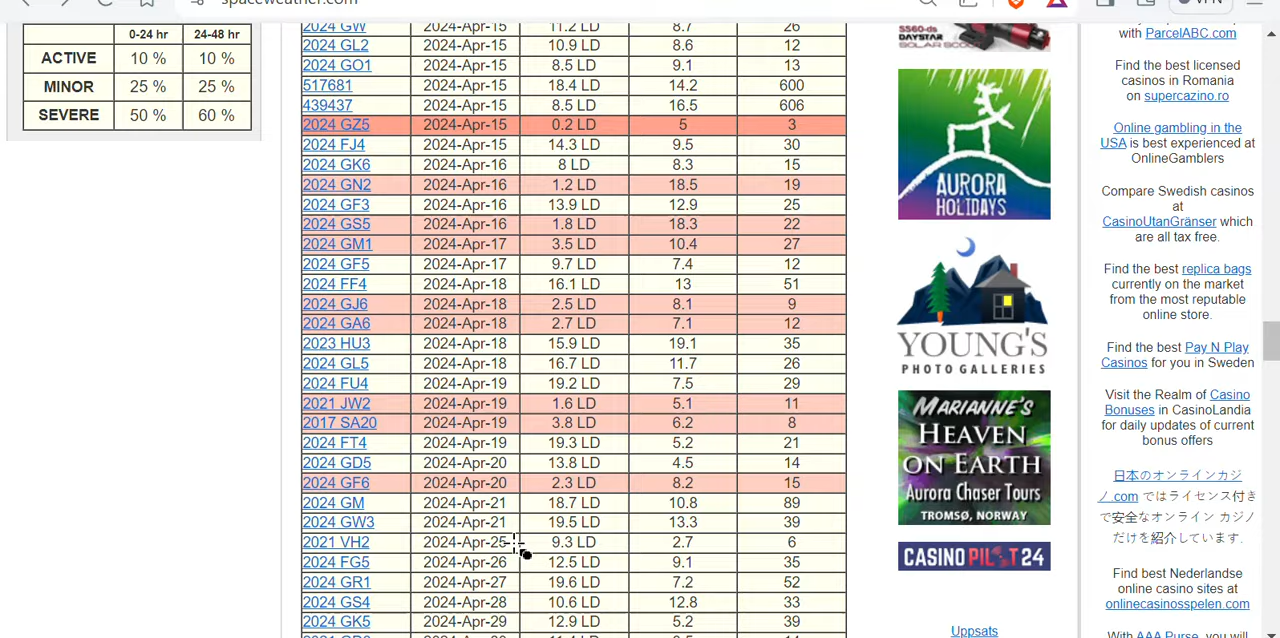 spaceweather.com
VPN
0-24 hr 24-48 hr
ACTIVE 10 % 10 %
MINOR 25 % 25 %
SEVERE 50 % 60 %
2024 GW 2024-Apr-15 11.2 LD 8.7 26
2024 GL2 2024-Apr-15 10.9 LD 8.6 12
2024 GO1 2024-Apr-15 8.5 LD 9.1 13
517681 2024-Apr-15 18.4 LD 14.2 600
439437 2024-Apr-15 8.5 LD 16.5 606
2024 GZ5 2024-Apr-15 0.2 LD 5 3
2024 FJ4 2024-Apr-15 14.3 LD 9.5 30
2024 GK6 2024-Apr-16 8 LD 8.3 15
2024 GN2 2024-Apr-16 1.2 LD 18.5 19
2024 GF3 2024-Apr-16 13.9 LD 12.9 25
2024 GS5 2024-Apr-16 1.8 LD 18.3 22
2024 GM1 2024-Apr-17 3.5 LD 10.4 27
2024 GF5 2024-Apr-17 9.7 LD 7.4 12
2024 FF4 2024-Apr-18 16.1 LD 13 51
2024 GJ6 2024-Apr-18 2.5 LD 8.1 9
2024 GA6 2024-Apr-18 2.7 LD 7.1 12
2023 HU3 2024-Apr-18 15.9 LD 19.1 35
2024 GL5 2024-Apr-18 16.7 LD 11.7 26
2024 FU4 2024-Apr-19 19.2 LD 7.5 29
2021 JW2 2024-Apr-19 1.6 LD 5.1 11
2017 SA20 2024-Apr-19 3.8 LD 6.2 8
2024 FT4 2024-Apr-19 19.3 LD 5.2 21
2024 GD5 2024-Apr-20 13.8 LD 4.5 14
2024 GF6 2024-Apr-20 2.3 LD 8.2 15
2024 GM 2024-Apr-21 18.7 LD 10.8 89
2024 GW3 2024-Apr-21 19.5 LD 13.3 39
2021 VH2 2024-Apr-25 9.3 LD 2.7 6
2024 FG5 2024-Apr-26 12.5 LD 9.1 35
2024 GR1 2024-Apr-27 19.6 LD 7.2 52
2024 GS4 2024-Apr-28 10.6 LD 12.8 33
2024 GK5 2024-Apr-29 12.9 LD 5.2 39
SS60-ds
DAYSTAR
SOLAR SCOUT
AURORA
HOLIDAYS
YOUNG'S
PHOTO GALLERIES
MARIANNE'S
HEAVEN
ON EARTH
Aurora Chaser Tours
TROMSØ, NORWAY
CASINO PILOT 24
Uppsats
with ParcelABC.com
Find the best licensed
casinos in Romania
on supercazino.ro
Online gambling in the
USA is best experienced at
OnlineGamblers
Compare Swedish casinos
at
CasinoUtanGränser which
are all tax free.
Find the best replica bags
currently on the market
from the most reputable
online store.
Find the best Pay N Play
Casinos for you in Sweden
Visit the Realm of Casino
Bonuses in CasinoLandia
for daily updates of current
bonus offers
日本のオンラインカジ
ノ.com ではライセンス付き
で安全なオンライン カジノ
だけを紹介しています.
Find best Nederlandse
online casino sites at
onlinecasinosspelen.com
With AAA Purse, you will